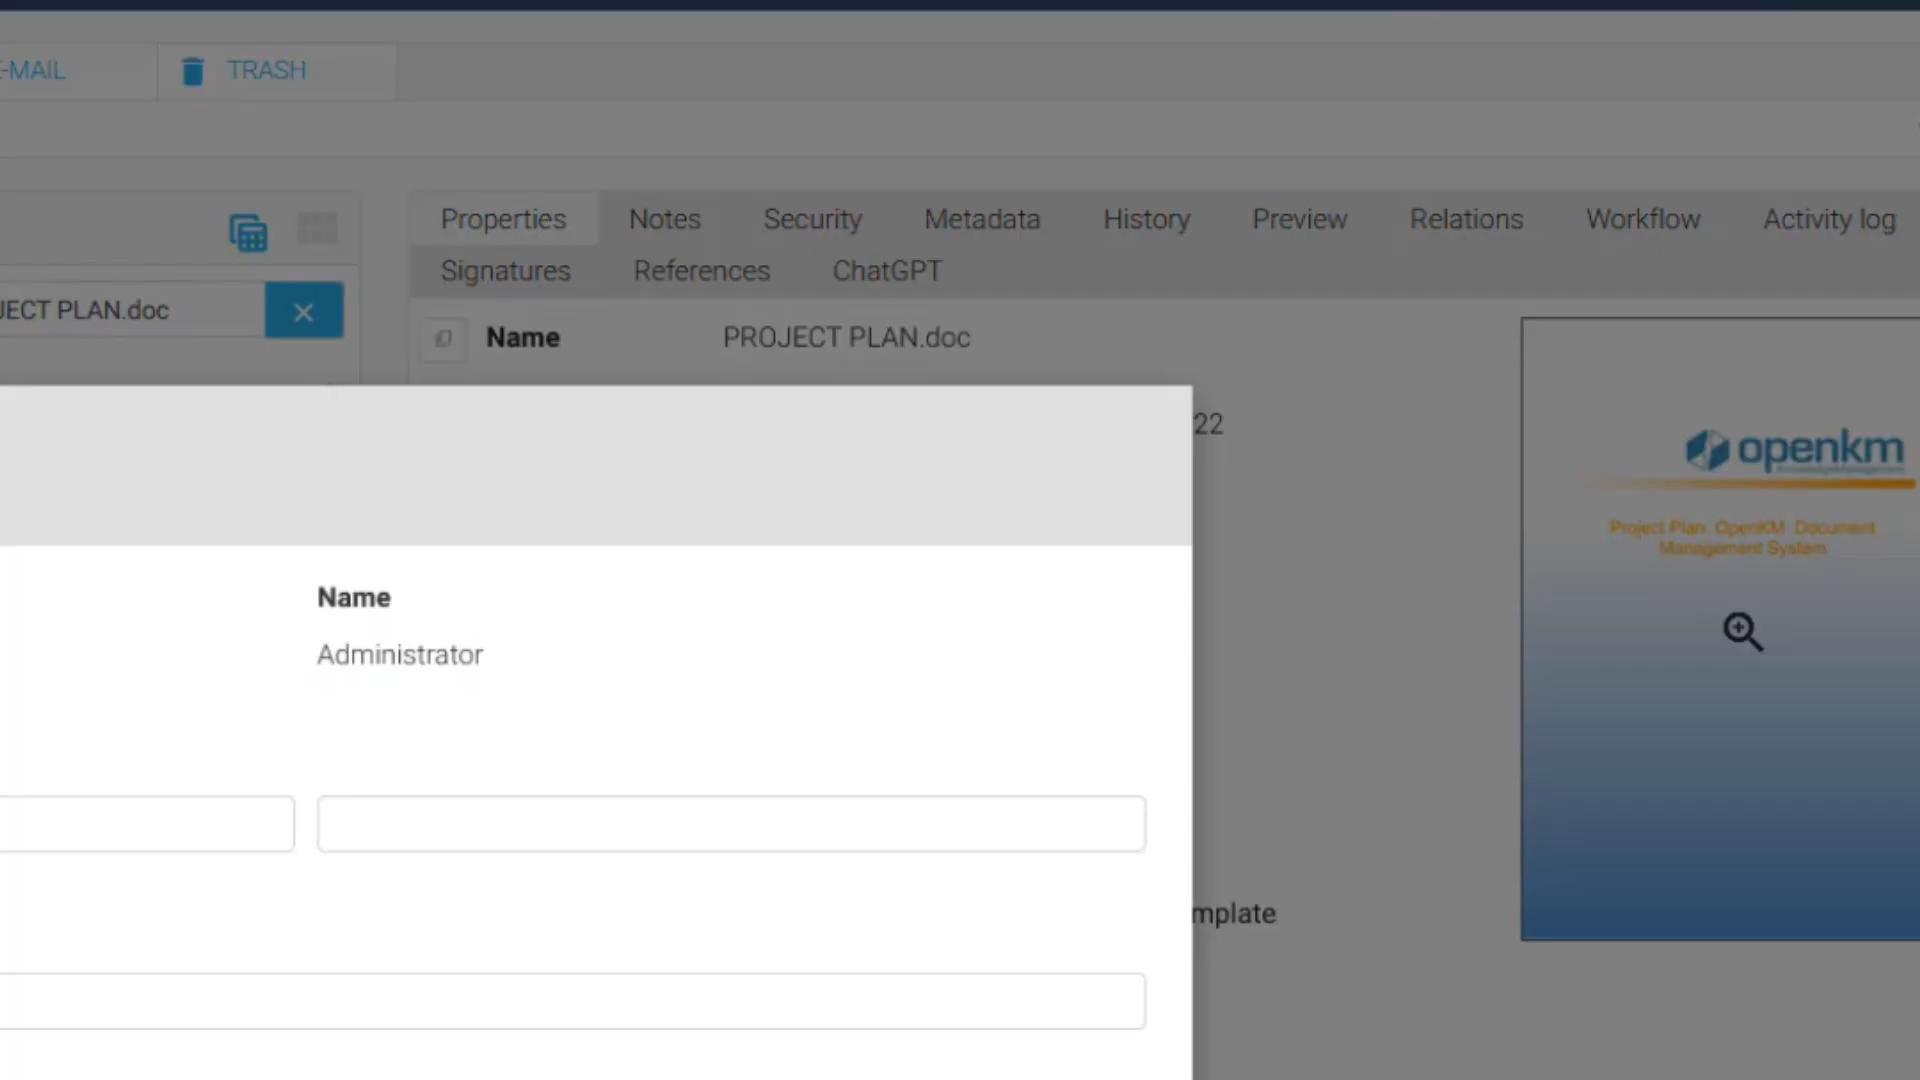 E-MAIL TRASH
Properties Notes Security Metadata History Preview Relations Workflow Activity log
Signatures References ChatGPT
JECT PLAN.doc
Name PROJECT PLAN.doc
22
openkm
Project Plan. OpenKM Document
Management System
Name
Administrator
mplate